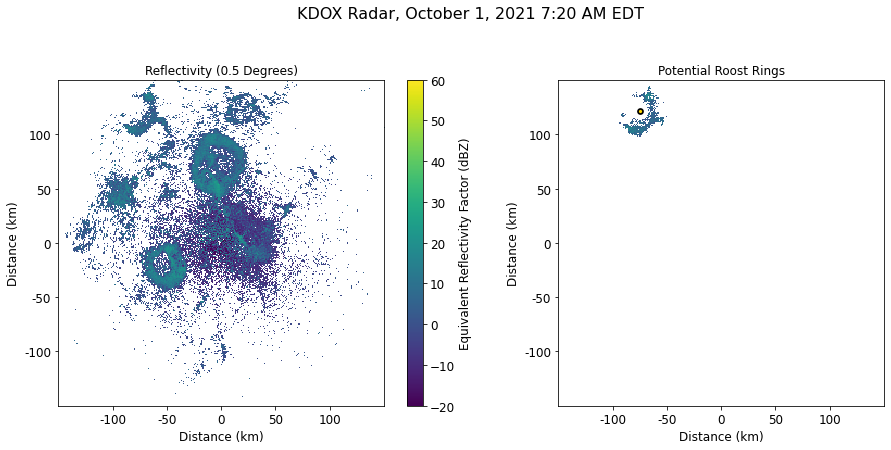 KDOX Radar, October 1, 2021 7:20 AM EDT
Reflectivity (0.5 Degrees)
100
50
0
-50
-100
Distance (km)
-100 -50 0 50 100
Distance (km)
60
50
40
30
20
10
0
−10
−20
Equivalent Reflectivity Factor (dBZ)
Potential Roost Rings
100
50
0
-50
-100
Distance (km)
-100 -50 0 50 100
Distance (km)